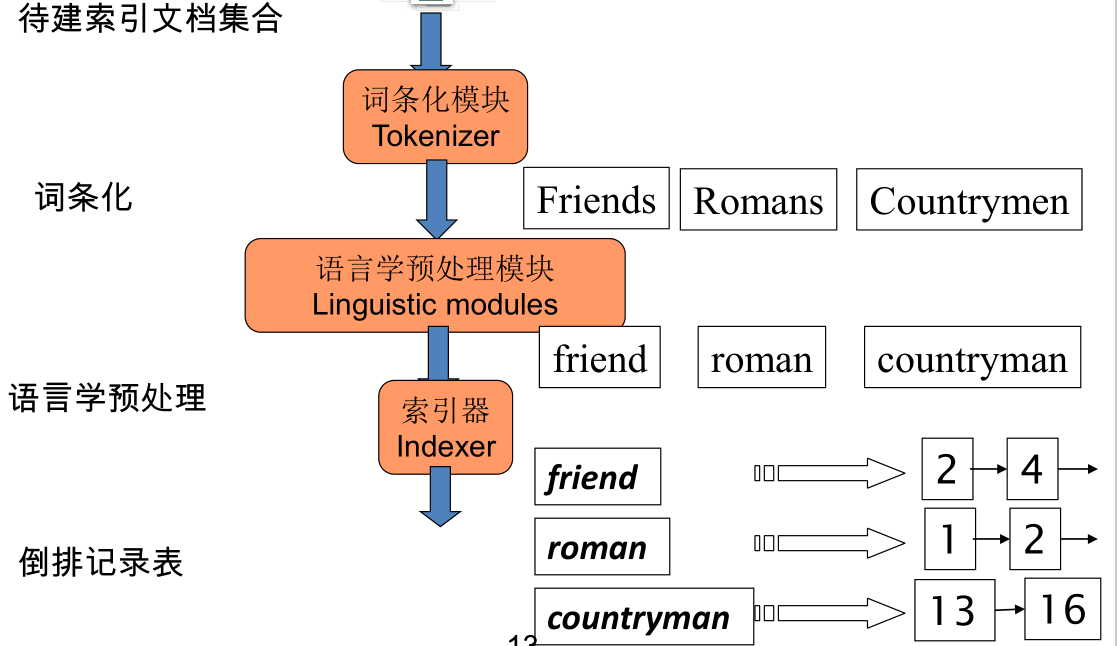 待建索引文档集合
词条化模块
Tokenizer
词条化
Friends Romans Countrymen
语言学预处理模块
Linguistic modules
friend roman countryman
语言学预处理
索引器
Indexer
friend 2 4
roman 1 2
倒排记录表
countryman 13 16